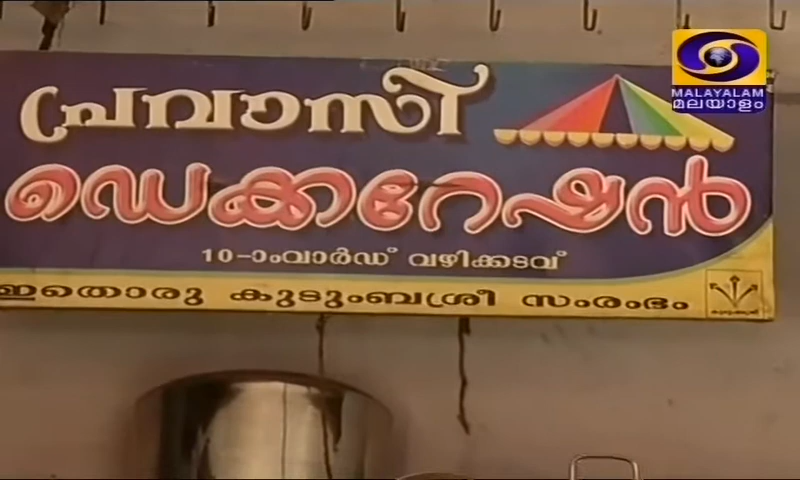 MALAYALAM
മലയാളം
പ്രവാസി
ഡെക്കറേഷൻ
10-ാംവാർഡ് വഴിക്കടവ്
ഇതൊരു കുടുംബശ്രീ സംരംഭം